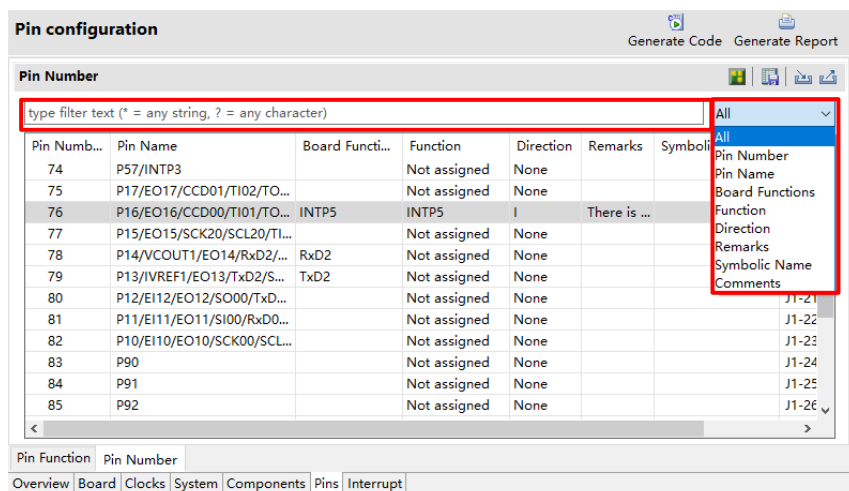 Pin configuration
Generate Code Generate Report
Pin Number
type filter text (* = any string, ? = any character) All
Pin Numb... Pin Name Board Functi... Function Direction Remarks Symboli
All
Pin Number
Pin Name
Board Functions
Function
Direction
Remarks
Symbolic Name
Comments
74 P57/INTP3 Not assigned None
75 P17/EO17/CCD01/TI02/TO... Not assigned None
76 P16/EO16/CCD00/TI01/TO... INTP5 INTP5 I There is ...
77 P15/EO15/SCK20/SCL20/TI... Not assigned None
78 P14/VCOUT1/EO14/RxD2/... RxD2 Not assigned None
79 P13/IVREF1/EO13/TxD2/S... TxD2 Not assigned None
80 P12/EI12/EO12/SO00/TxD... Not assigned None J1-21
81 P11/EI11/EO11/SI00/RxD0... Not assigned None J1-22
82 P10/EI10/EO10/SCK00/SCL... Not assigned None J1-23
83 P90 Not assigned None J1-24
84 P91 Not assigned None J1-25
85 P92 Not assigned None J1-26
Pin Function Pin Number
Overview Board Clocks System Components Pins Interrupt